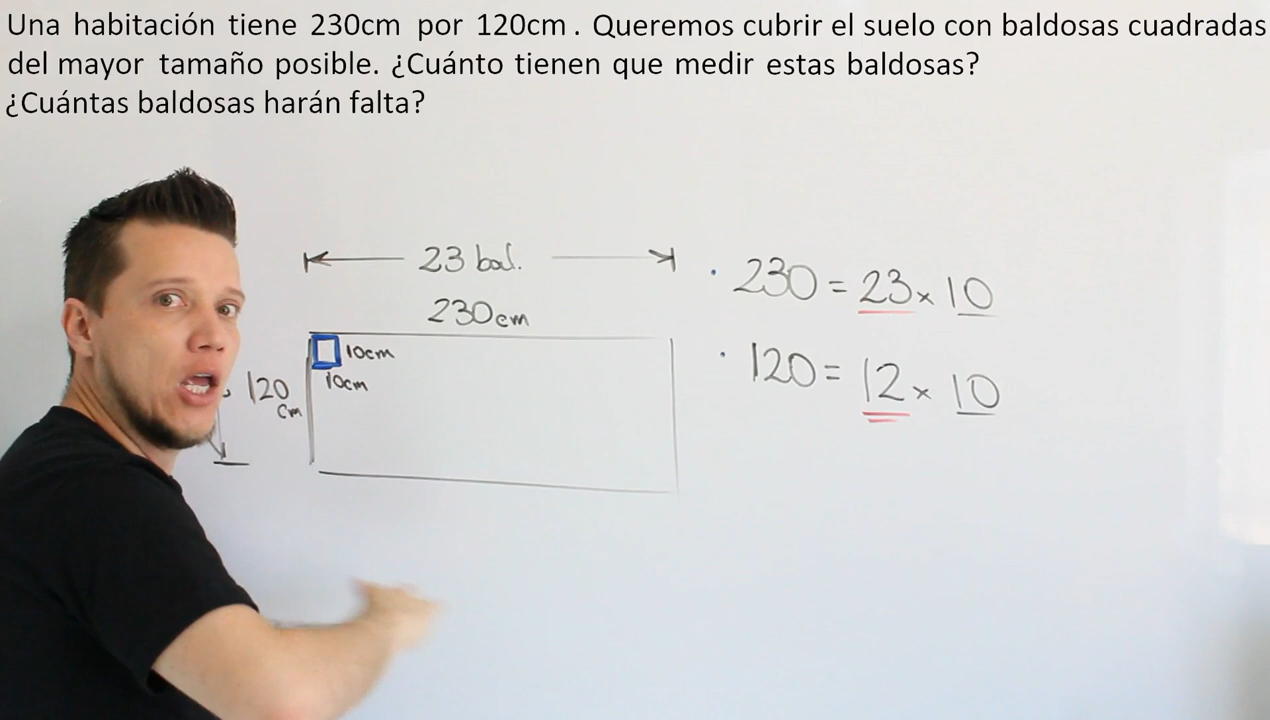 Una habitación tiene 230cm por 120cm. Queremos cubrir el suelo con baldosas cuadradas
del mayor tamaño posible. ¿Cuánto tienen que medir estas baldosas?
¿Cuántas baldosas harán falta?
23 bal.
230cm
10cm
10cm
120
cm
· 230 = 23 x 10
· 120 = 12 x 10